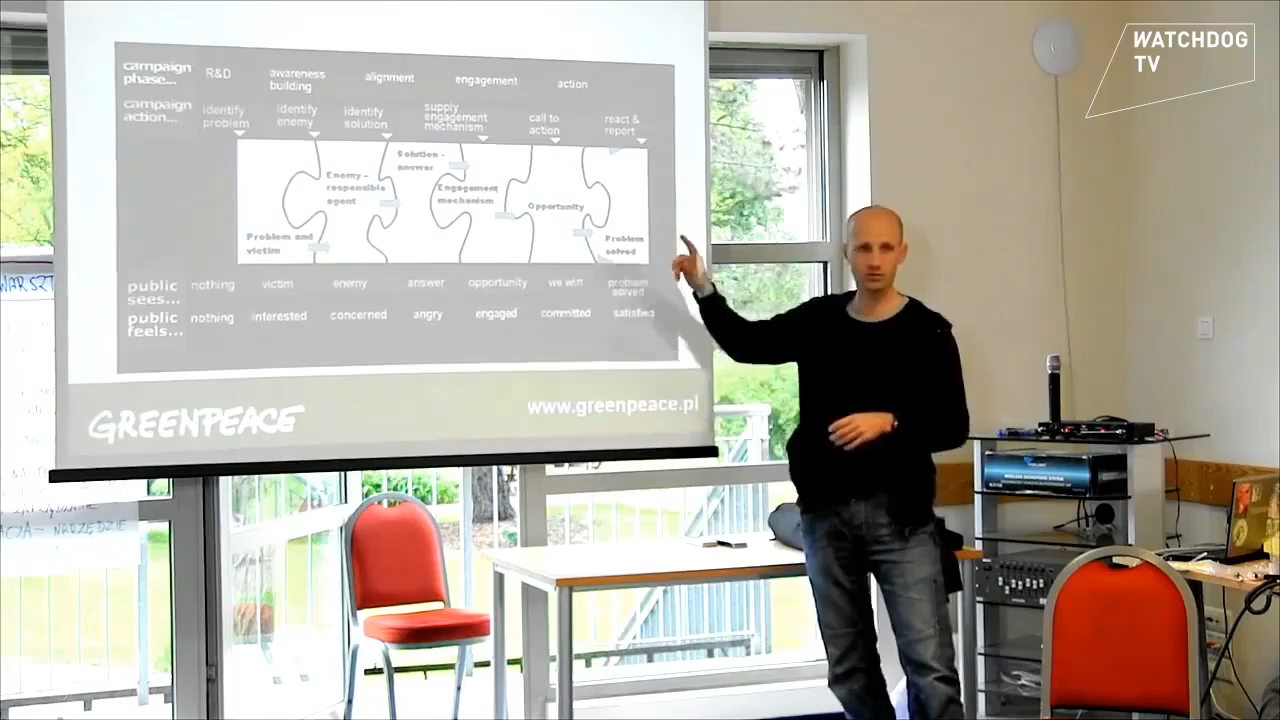 WATCHDOG
TV
campaign phase... R&D awareness building alignment engagement action
campaign action... identify problem identify enemy identify solution supply engagement mechanism call to action react & report
Problem and victim
Enemy – responsible agent
Solution - answer
Engagement mechanism
Opportunity
Problem solved
public sees... nothing victim enemy answer opportunity we win problem solved
public feels... nothing interested concerned angry engaged committed satisfied
GREENPEACE
www.greenpeace.pl
NARZĘDZIE